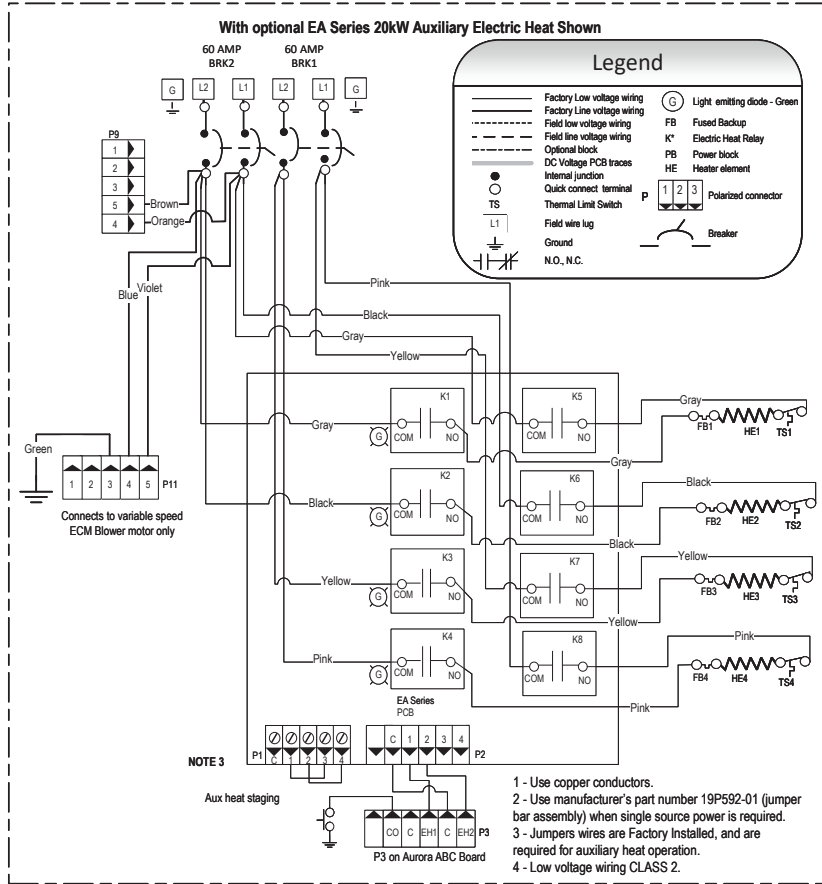 With optional EA Series 20kW Auxiliary Electric Heat Shown
60 AMP
BRK2
60 AMP
BRK1
G
L2
L1
L2
L1
G
Legend
Factory Low voltage wiring
Factory Line voltage wiring
Field low voltage wiring
Field line voltage wiring
Optional block
DC Voltage PCB traces
Internal junction
Quick connect terminal
TS
Thermal Limit Switch
L1
Field wire lug
Ground
N.O., N.C.
G
Light emitting diode - Green
FB
Fused Backup
K*
Electric Heat Relay
PB
Power block
HE
Heater element
P
1 2 3
Polarized connector
Breaker
P9
1
2
3
5
4
Brown
Orange
Blue
Violet
Pink
Black
Gray
Yellow
Green
1 2 3 4 5
P11
Connects to variable speed
ECM Blower motor only
Gray
G
K1
COM
NO
K5
COM
NO
Gray
FB1
HE1
TS1
Gray
Black
G
K2
COM
NO
K6
COM
NO
Black
FB2
HE2
TS2
Black
Yellow
G
K3
COM
NO
K7
COM
NO
Yellow
FB3
HE3
TS3
Yellow
Pink
G
K4
COM
NO
K8
COM
NO
Pink
FB4
HE4
TS4
Pink
EA Series
PCB
NOTE 3
P1
C 1 2 3 4
C 1 2 3 4
P2
Aux heat staging
CO C EH1 C EH2
P3
P3 on Aurora ABC Board
1 - Use copper conductors.
2 - Use manufacturer's part number 19P592-01 (jumper
bar assembly) when single source power is required.
3 - Jumpers wires are Factory Installed, and are
required for auxiliary heat operation.
4 - Low voltage wiring CLASS 2.